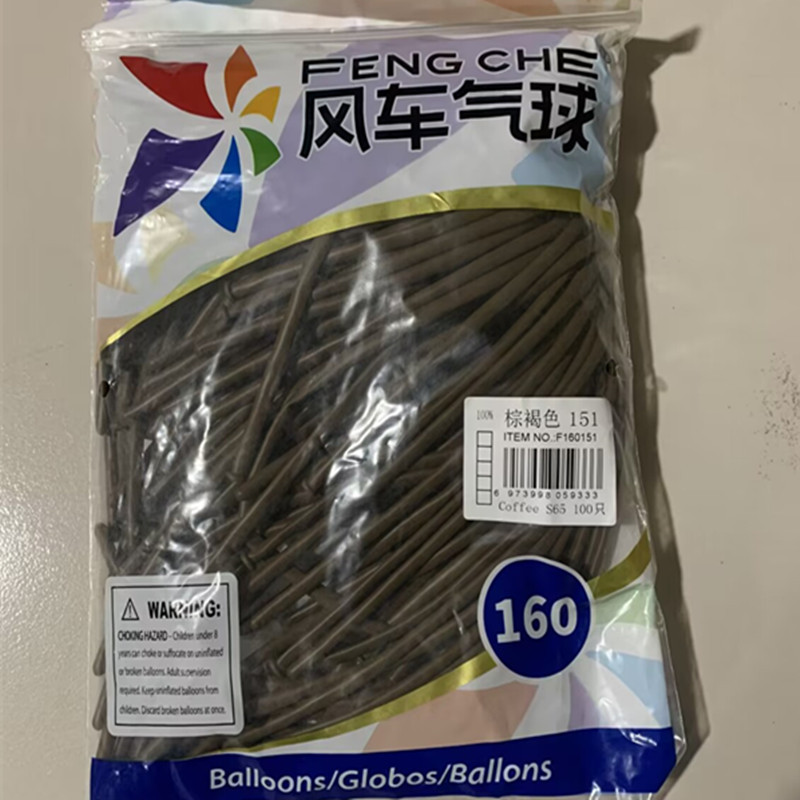 FENG CHE
风车气球
100%
棕褐色 151
ITEM NO.:F160151
6 973998 059333
Coffee S65 100只
160
WARNING:
CHOKING HAZARD - Children under 8
years can choke or suffocate on uninflated
or broken balloons. Adult supervision
required. Keep uninflated balloons from
children. Discard broken balloons at once.
Balloons/Globos/Ballons